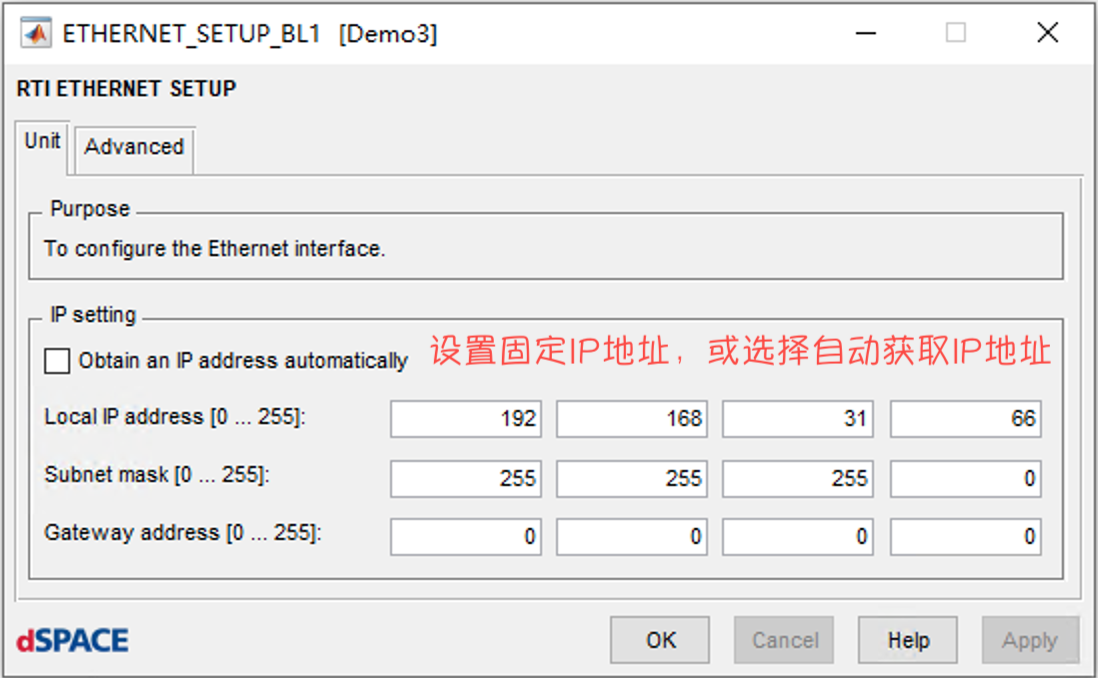 ETHERNET_SETUP_BL1 [Demo3]
RTI ETHERNET SETUP
Unit
Advanced
Purpose
To configure the Ethernet interface.
IP setting
Obtain an IP address automatically
设置固定IP地址，或选择自动获取IP地址
Local IP address [0 ... 255]: 192 168 31 66
Subnet mask [0 ... 255]: 255 255 255 0
Gateway address [0 ... 255]: 0 0 0 0
dSPACE
OK Cancel Help Apply